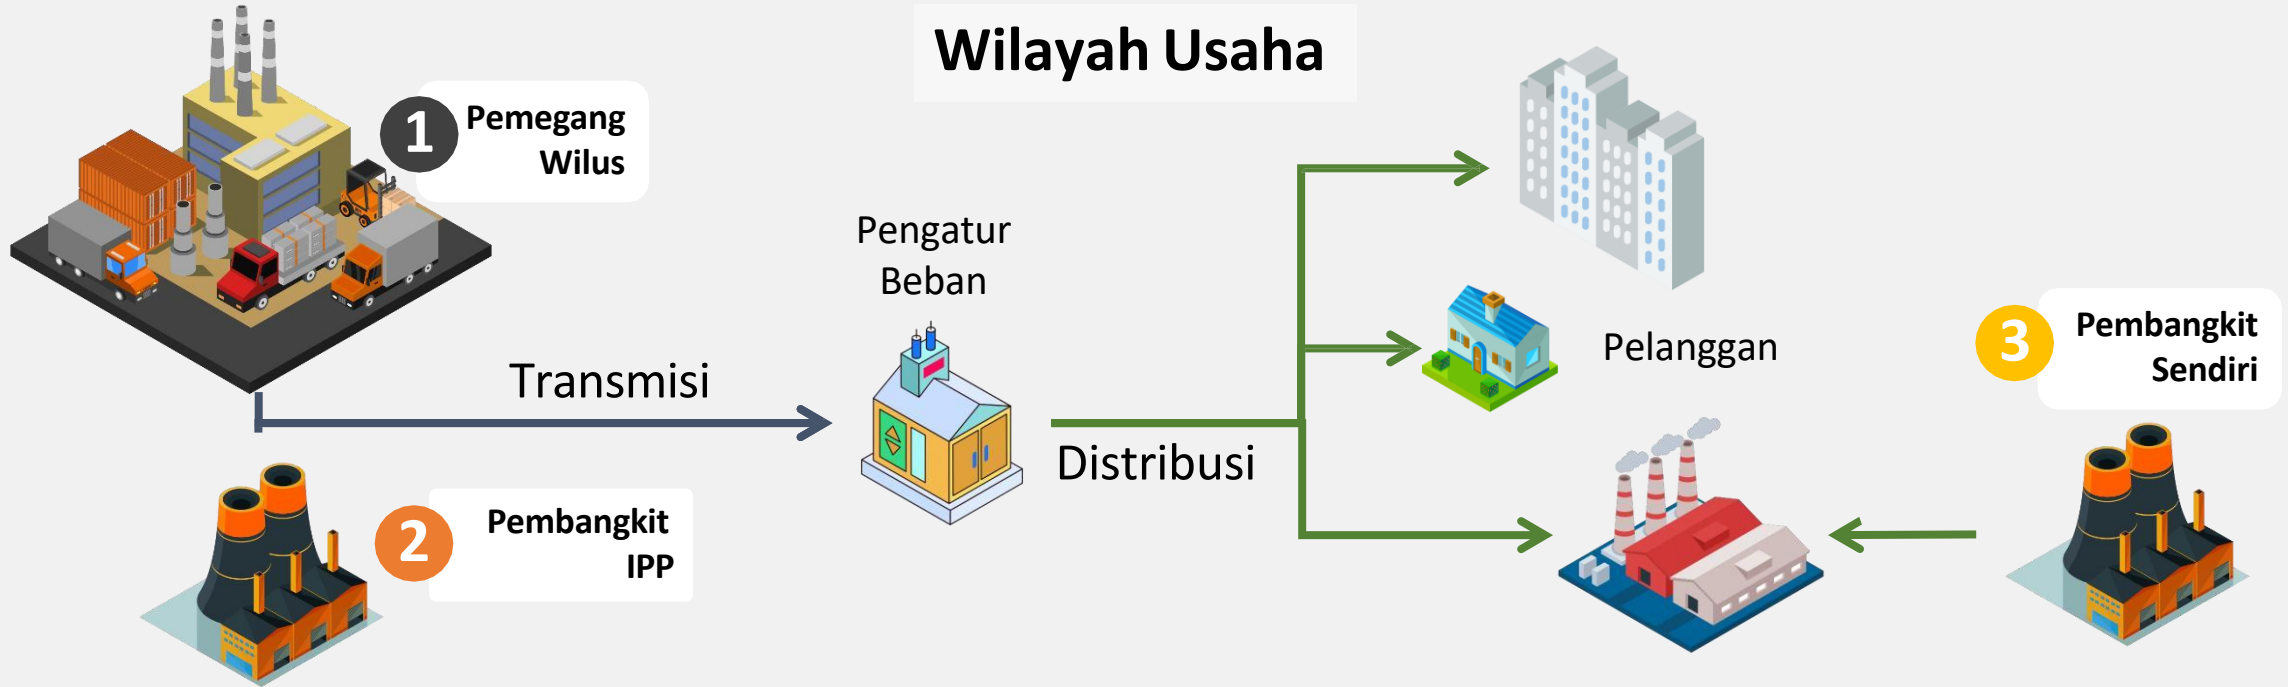 Wilayah Usaha
1
Pemegang
Wilus
Pengatur
Beban
Transmisi
Distribusi
Pelanggan
2
Pembangkit
IPP
3
Pembangkit
Sendiri